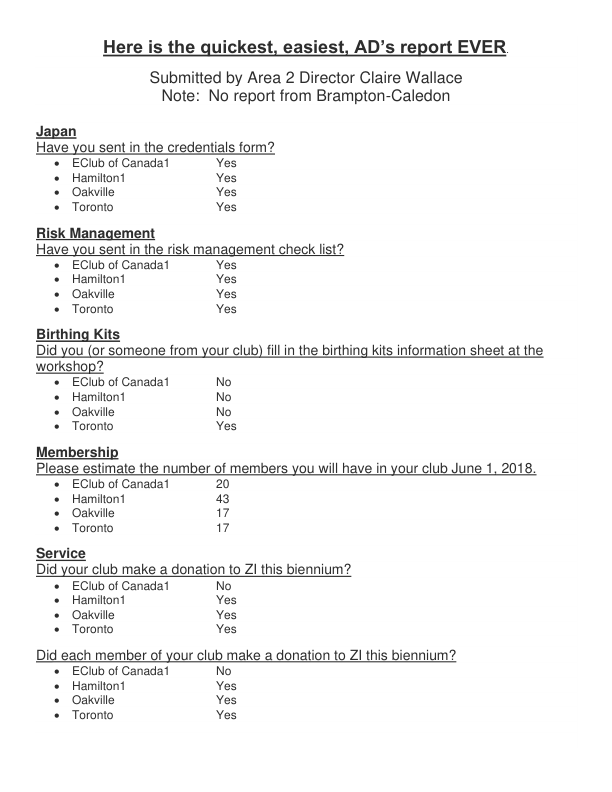 Here is the quickest, easiest, AD's report EVER.
Submitted by Area 2 Director Claire Wallace
Note:  No report from Brampton-Caledon
Japan
Have you sent in the credentials form?
• EClub of Canada1 Yes
• Hamilton1 Yes
• Oakville Yes
• Toronto Yes
Risk Management
Have you sent in the risk management check list?
• EClub of Canada1 Yes
• Hamilton1 Yes
• Oakville Yes
• Toronto Yes
Birthing Kits
Did you (or someone from your club) fill in the birthing kits information sheet at the
workshop?
• EClub of Canada1 No
• Hamilton1 No
• Oakville No
• Toronto Yes
Membership
Please estimate the number of members you will have in your club June 1, 2018.
• EClub of Canada1 20
• Hamilton1 43
• Oakville 17
• Toronto 17
Service
Did your club make a donation to ZI this biennium?
• EClub of Canada1 No
• Hamilton1 Yes
• Oakville Yes
• Toronto Yes
Did each member of your club make a donation to ZI this biennium?
• EClub of Canada1 No
• Hamilton1 Yes
• Oakville Yes
• Toronto Yes